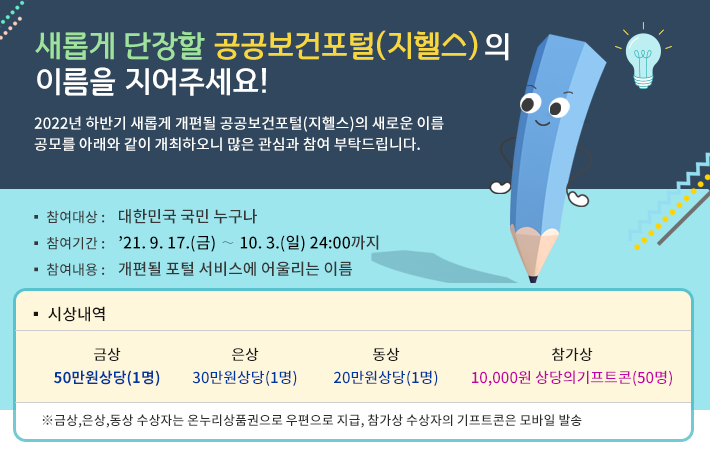 새롭게 단장할 공공보건포털(지헬스)의
이름을 지어주세요!
2022년 하반기 새롭게 개편될 공공보건포털(지헬스)의 새로운 이름
공모를 아래와 같이 개최하오니 많은 관심과 참여 부탁드립니다.
▪ 참여대상 : 대한민국 국민 누구나
▪ 참여기간 : ’21. 9. 17.(금) ~ 10. 3.(일) 24:00까지
▪ 참여내용 : 개편될 포털 서비스에 어울리는 이름
▪ 시상내역
금상 은상 동상 참가상
50만원상당(1명) 30만원상당(1명) 20만원상당(1명) 10,000원 상당의기프트콘(50명)
※금상,은상,동상 수상자는 온누리상품권으로 우편으로 지급, 참가상 수상자의 기프트콘은 모바일 발송